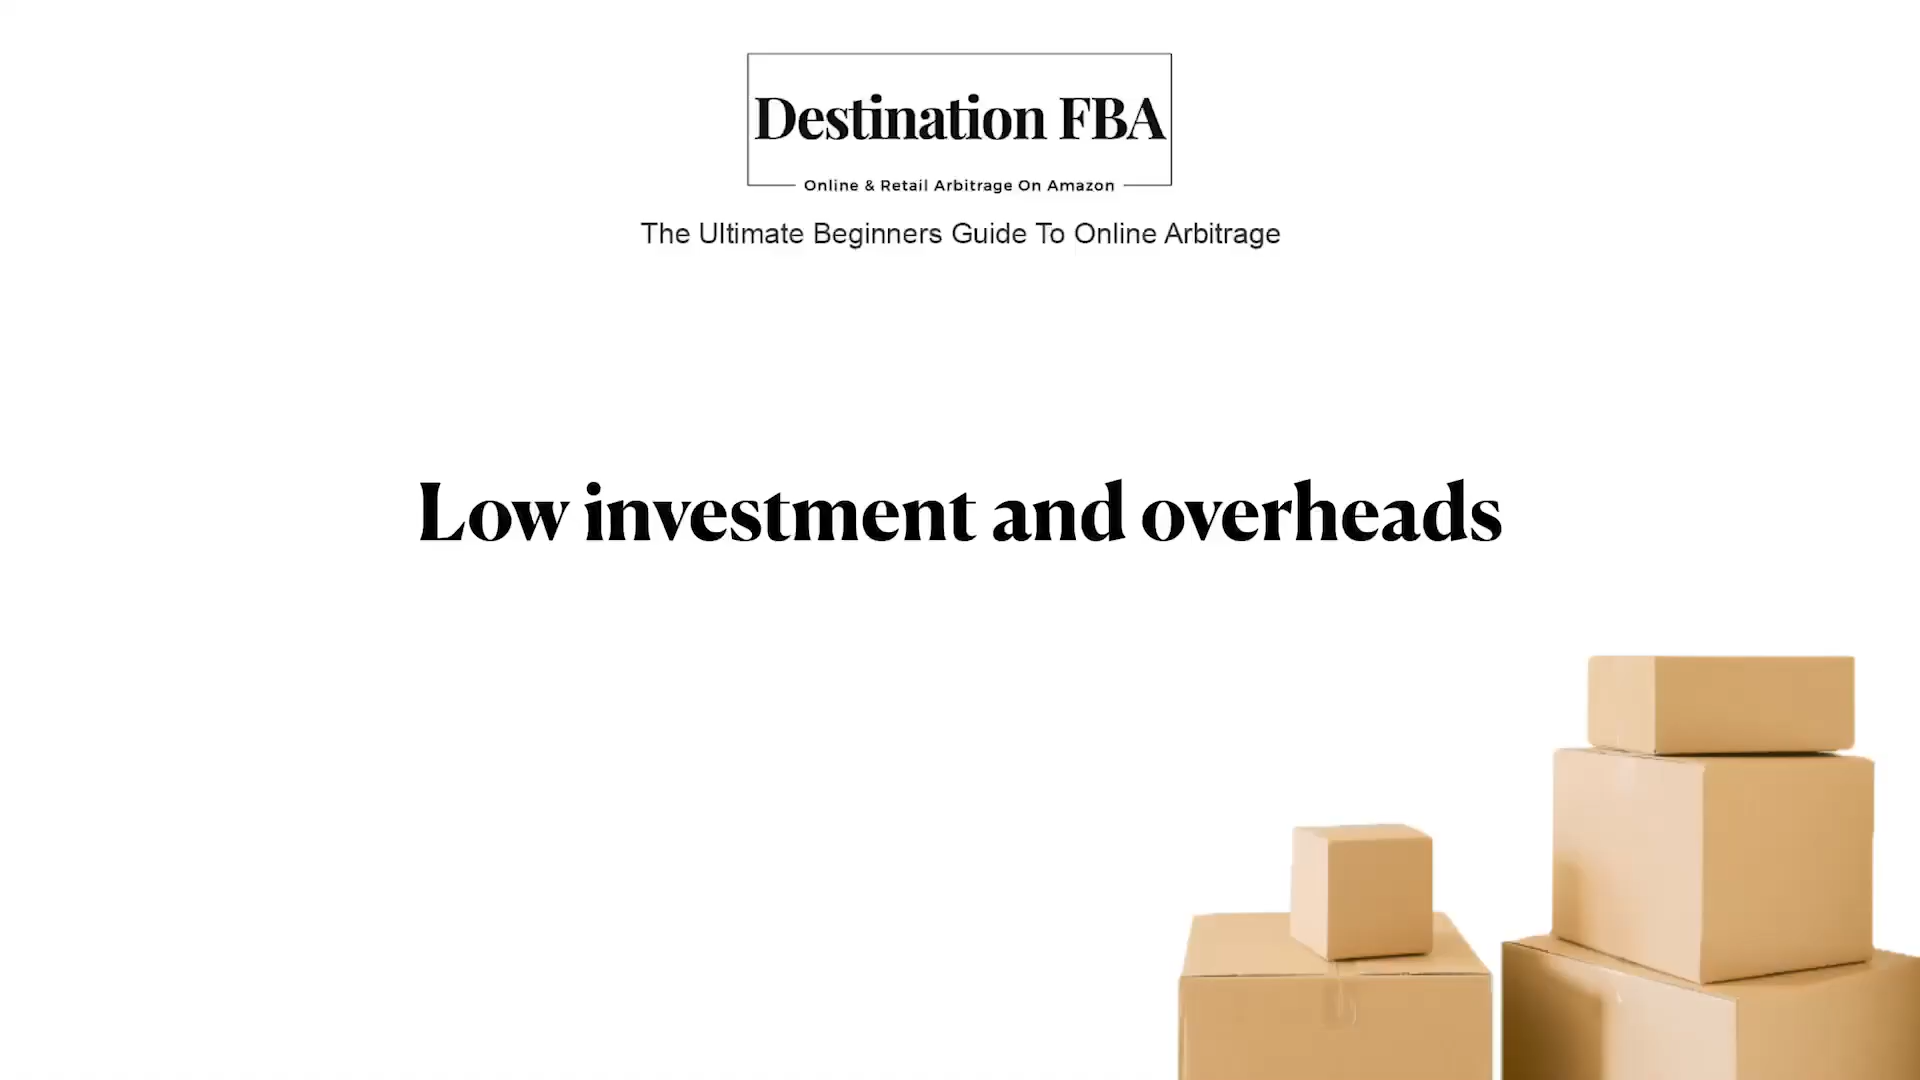 Destination FBA
Online & Retail Arbitrage On Amazon
The Ultimate Beginners Guide To Online Arbitrage
Low investment and overheads